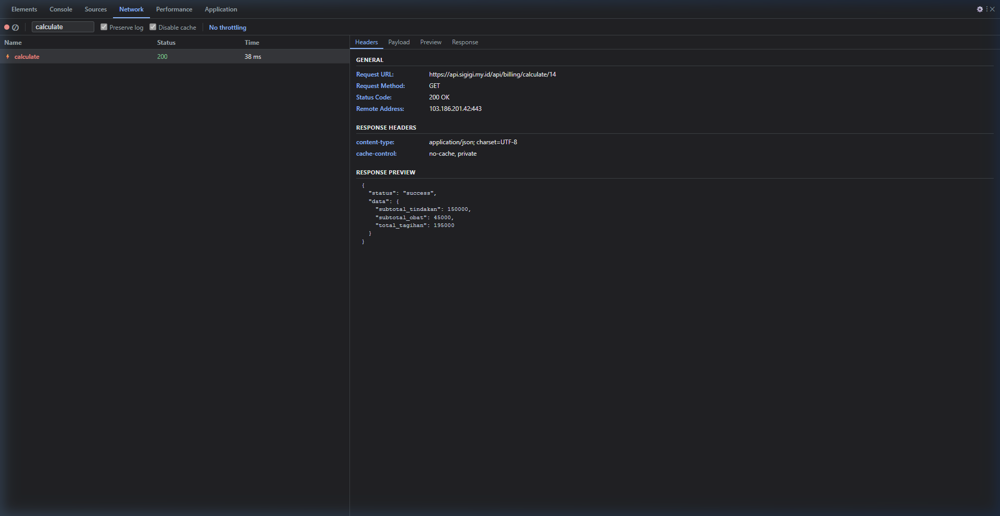 Elements Console Sources Network Performance Application
calculate Preserve log Disable cache No throttling
Name Status Time
calculate 200 38 ms
Headers Payload Preview Response
GENERAL
Request URL: https://api.sigigi.my.id/api/billing/calculate/14
Request Method: GET
Status Code: 200 OK
Remote Address: 103.186.201.42:443
RESPONSE HEADERS
content-type: application/json; charset=UTF-8
cache-control: no-cache, private
RESPONSE PREVIEW
{
  "status": "success",
  "data": {
    "subtotal_tindakan": 150000,
    "subtotal_obat": 45000,
    "total_tagihan": 195000
  }
}